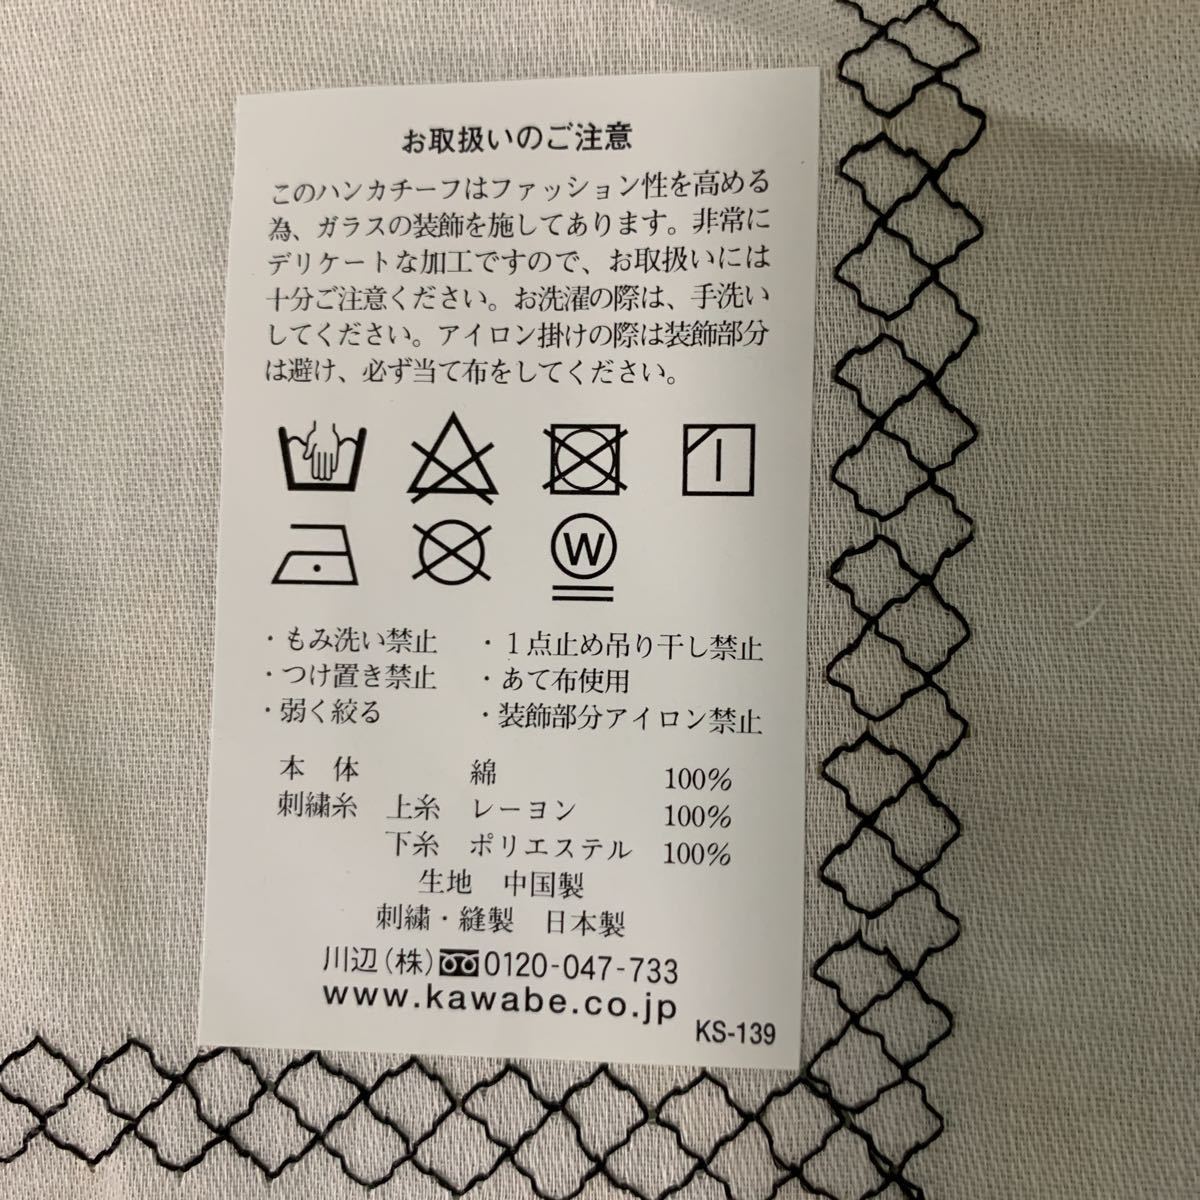 お取扱いのご注意
このハンカチーフはファッション性を高める
為、ガラスの装飾を施してあります。非常に
デリケートな加工ですので、お取扱いには
十分ご注意ください。お洗濯の際は、手洗い
してください。アイロン掛けの際は装飾部分
は避け、必ず当て布をしてください。
W
・もみ洗い禁止 ・1点止め吊り干し禁止
・つけ置き禁止 ・あて布使用
・弱く絞る ・装飾部分アイロン禁止
本 体 綿 100%
刺繍糸 上糸 レーヨン 100%
下糸 ポリエステル 100%
生地 中国製
刺繍・縫製 日本製
川辺(株)0120-047-733
www.kawabe.co.jp
KS-139